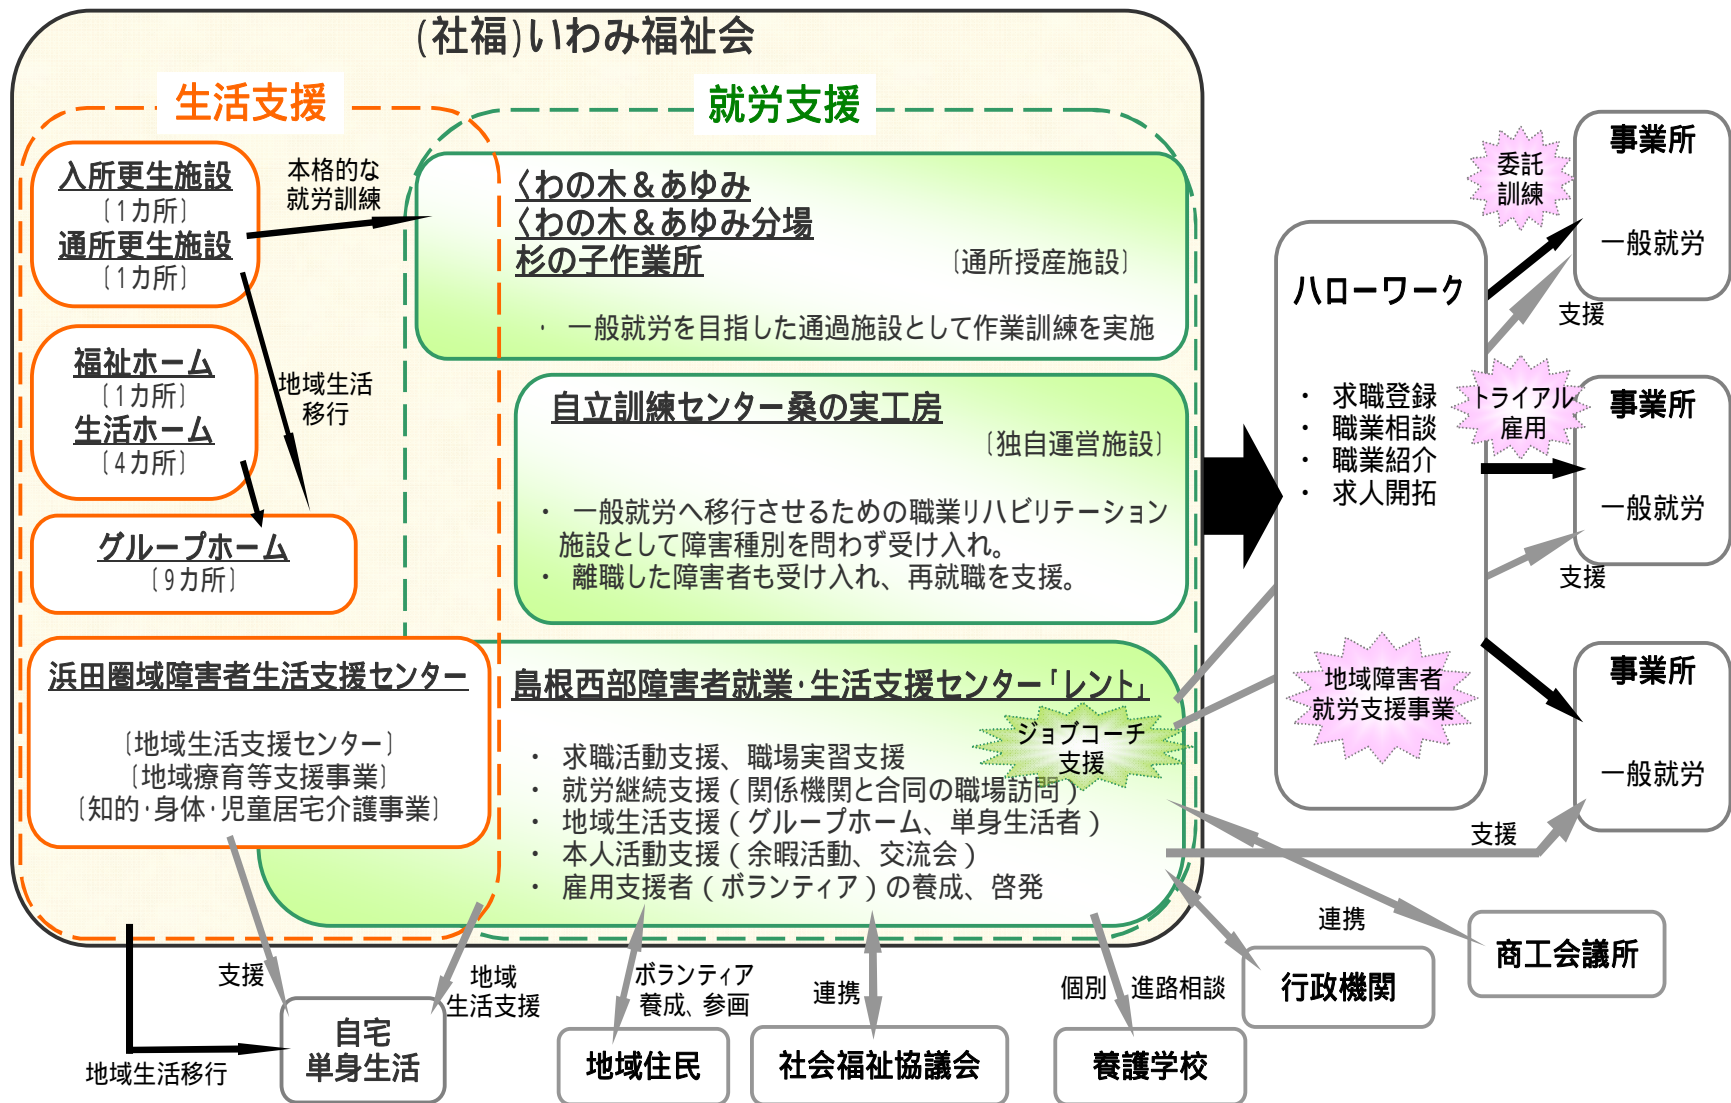 (社福)いわみ福祉会
生活支援
就労支援
入所更生施設
〔1カ所〕
通所更生施設
〔1カ所〕
本格的な
就労訓練
福祉ホーム
〔1カ所〕
生活ホーム
〔4カ所〕
地域生活
移行
グループホーム
〔9カ所〕
浜田圏域障害者生活支援センター
〔地域生活支援センター〕
〔地域療育等支援事業〕
〔知的･身体･児童居宅介護事業〕
くわの木＆あゆみ
くわの木＆あゆみ分場
杉の子作業所
〔通所授産施設〕
・ 一般就労を目指した通過施設として作業訓練を実施
自立訓練センター桑の実工房
〔独自運営施設〕
・ 一般就労へ移行させるための職業リハビリテーション
施設として障害種別を問わず受け入れ。
・ 離職した障害者も受け入れ、再就職を支援。
島根西部障害者就業･生活支援センター｢レント｣
ジョブコーチ
支援
・ 求職活動支援、職場実習支援
・ 就労継続支援（関係機関と合同の職場訪問）
・ 地域生活支援（グループホーム、単身生活者）
・ 本人活動支援（余暇活動、交流会）
・ 雇用支援者（ボランティア）の養成、啓発
ハローワーク
・ 求職登録
・ 職業相談
・ 職業紹介
・ 求人開拓
地域障害者
就労支援事業
委託
訓練
事業所
一般就労
支援
トライアル
雇用
事業所
一般就労
支援
事業所
一般就労
支援
連携
商工会議所
行政機関
個別 進路相談
養護学校
連携
社会福祉協議会
ボランティア
養成、参画
地域住民
地域
生活支援
支援
自宅
単身生活
地域生活移行